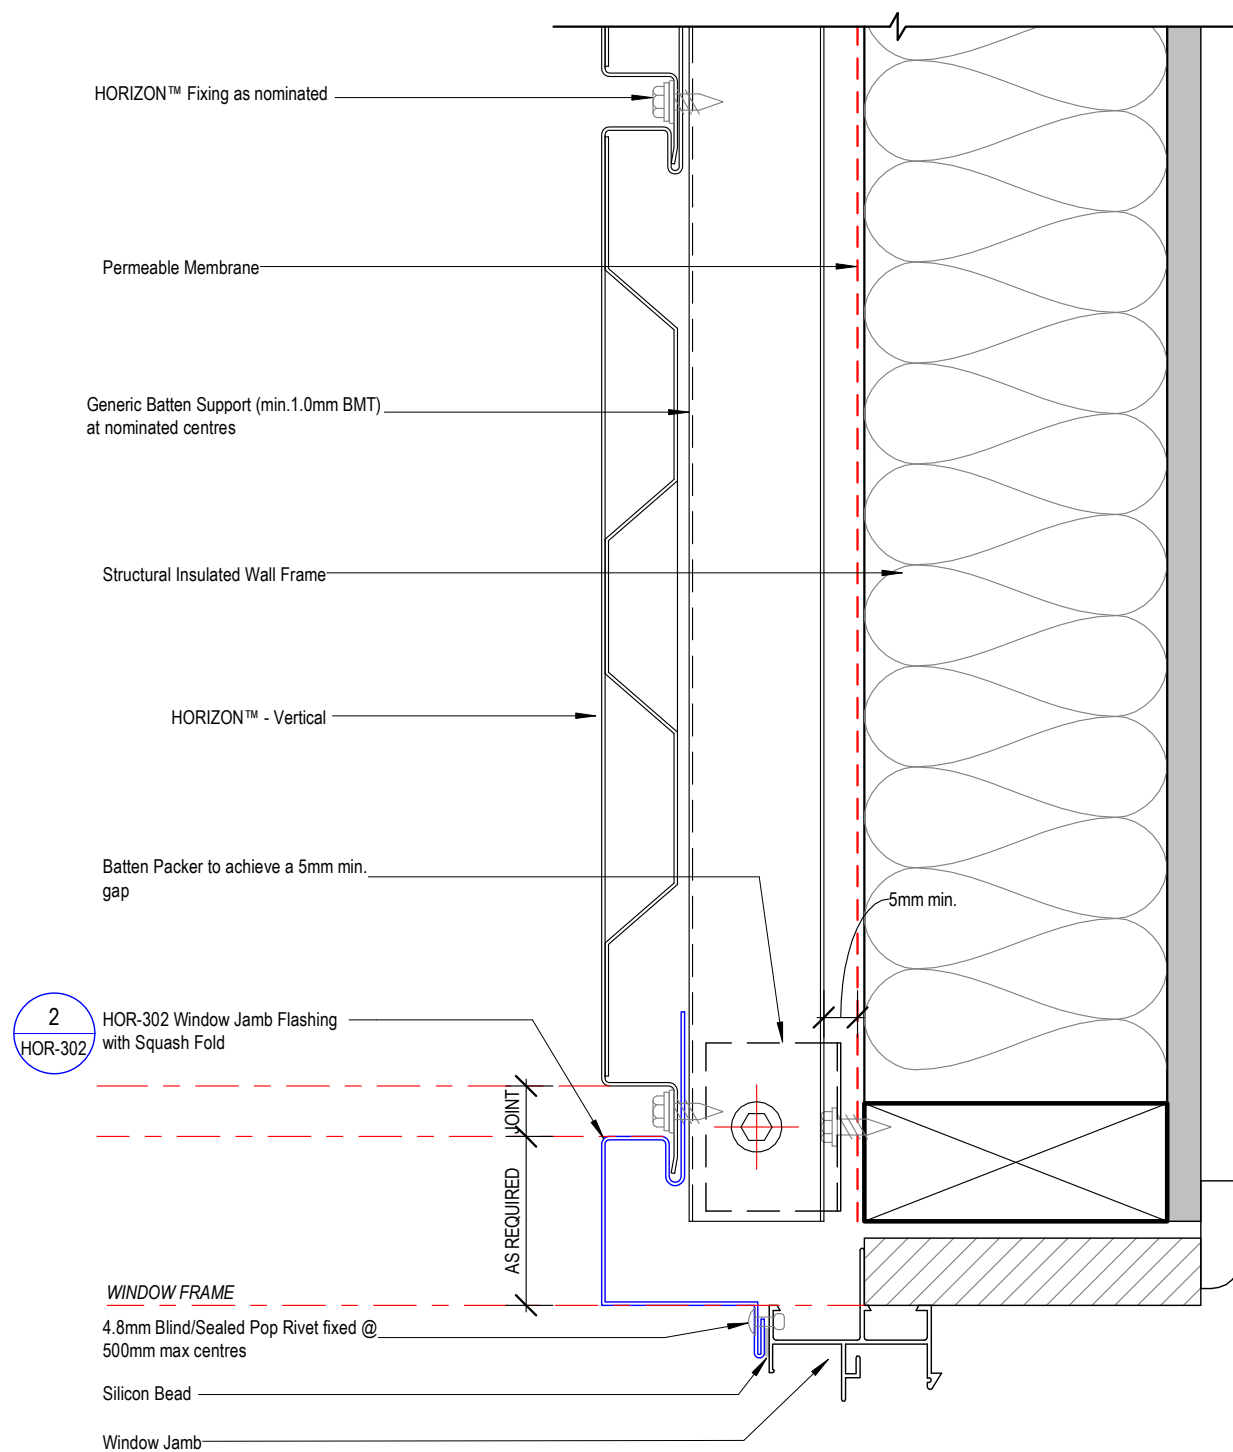 HORIZON™ Fixing as nominated
Permeable Membrane
Generic Batten Support (min.1.0mm BMT)
at nominated centres
Structural Insulated Wall Frame
HORIZON™ - Vertical
Batten Packer to achieve a 5mm min.
gap
5mm min.
2
HOR-302
HOR-302 Window Jamb Flashing
with Squash Fold
JOINT
AS REQUIRED
WINDOW FRAME
4.8mm Blind/Sealed Pop Rivet fixed @
500mm max centres
Silicon Bead
Window Jamb